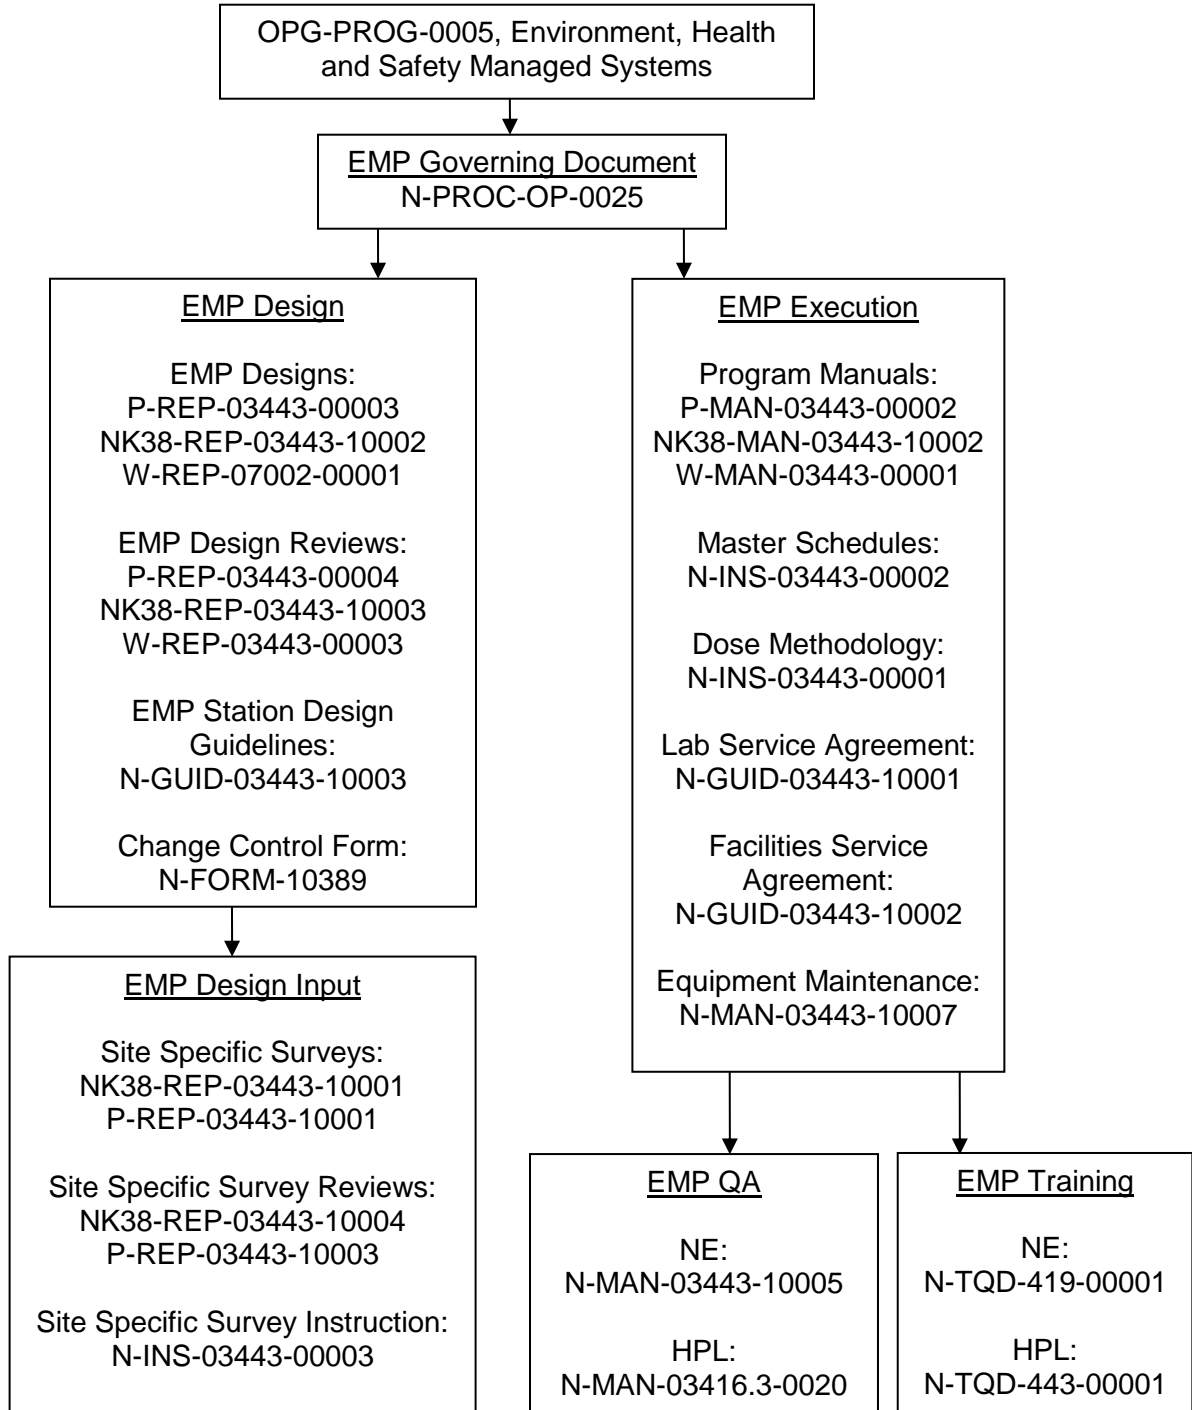 OPG-PROG-0005, Environment, Health
and Safety Managed Systems
EMP Governing Document
N-PROC-OP-0025
EMP Design
EMP Designs:
P-REP-03443-00003
NK38-REP-03443-10002
W-REP-07002-00001
EMP Design Reviews:
P-REP-03443-00004
NK38-REP-03443-10003
W-REP-03443-00003
EMP Station Design
Guidelines:
N-GUID-03443-10003
Change Control Form:
N-FORM-10389
EMP Execution
Program Manuals:
P-MAN-03443-00002
NK38-MAN-03443-10002
W-MAN-03443-00001
Master Schedules:
N-INS-03443-00002
Dose Methodology:
N-INS-03443-00001
Lab Service Agreement:
N-GUID-03443-10001
Facilities Service
Agreement:
N-GUID-03443-10002
Equipment Maintenance:
N-MAN-03443-10007
EMP Design Input
Site Specific Surveys:
NK38-REP-03443-10001
P-REP-03443-10001
Site Specific Survey Reviews:
NK38-REP-03443-10004
P-REP-03443-10003
Site Specific Survey Instruction:
N-INS-03443-00003
EMP QA
NE:
N-MAN-03443-10005
HPL:
N-MAN-03416.3-0020
EMP Training
NE:
N-TQD-419-00001
HPL:
N-TQD-443-00001